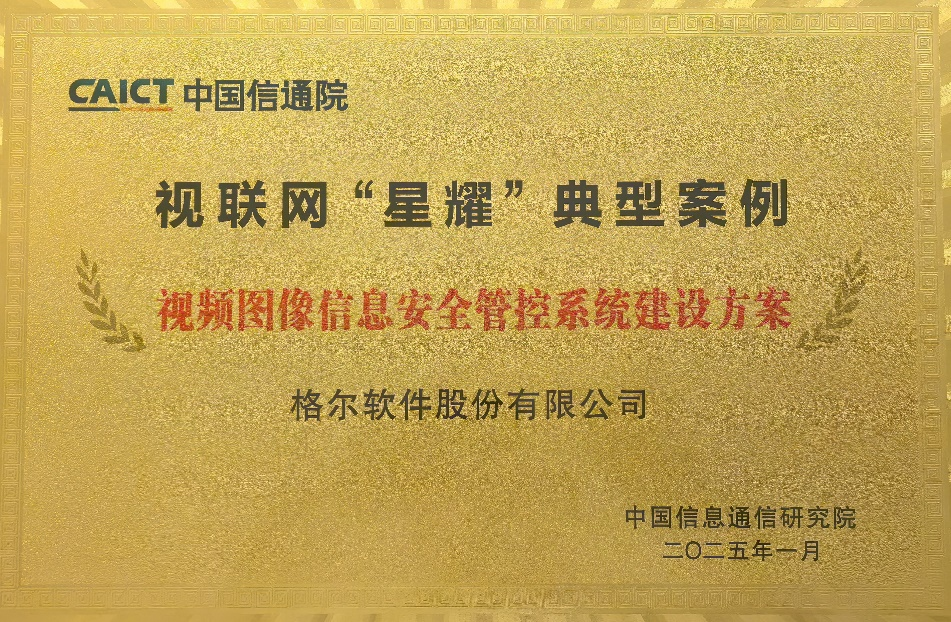 CAICT 中国信通院
视联网“星耀”典型案例
视频图像信息安全管控系统建设方案
格尔软件股份有限公司
中国信息通信研究院
二〇二五年一月